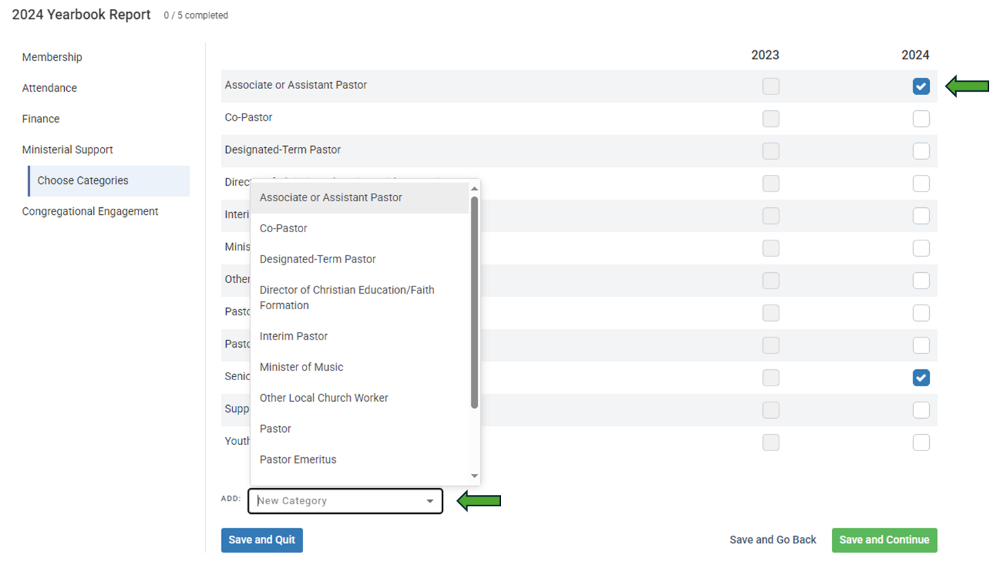 2024 Yearbook Report 0 / 5 completed
Membership
Attendance
Finance
Ministerial Support
Choose Categories
Congregational Engagement
2023 2024
Associate or Assistant Pastor
Co-Pastor
Designated-Term Pastor
Direc
Interi
Minis
Other
Pasto
Pasto
Senio
Supp
Youth
Associate or Assistant Pastor
Co-Pastor
Designated-Term Pastor
Director of Christian Education/Faith
Formation
Interim Pastor
Minister of Music
Other Local Church Worker
Pastor
Pastor Emeritus
ADD: New Category
Save and Quit Save and Go Back Save and Continue